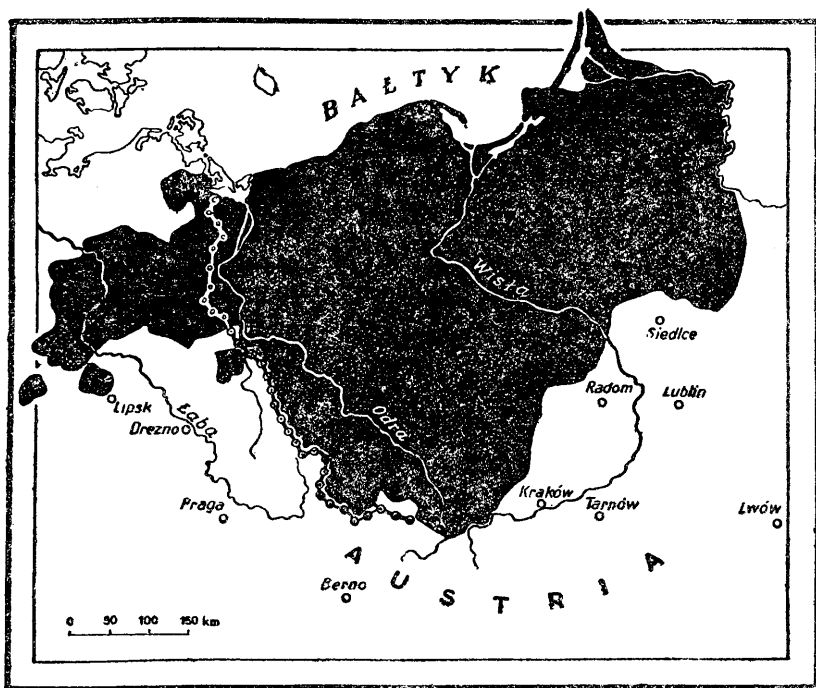 BAŁTYK
Wisła
Siedlce
Radom
Lublin
Lipsk
Łaba
Drezno
Odra
Praga
Kraków
Tarnów
Lwów
AUSTRIA
Berno
0 50 100 150 km